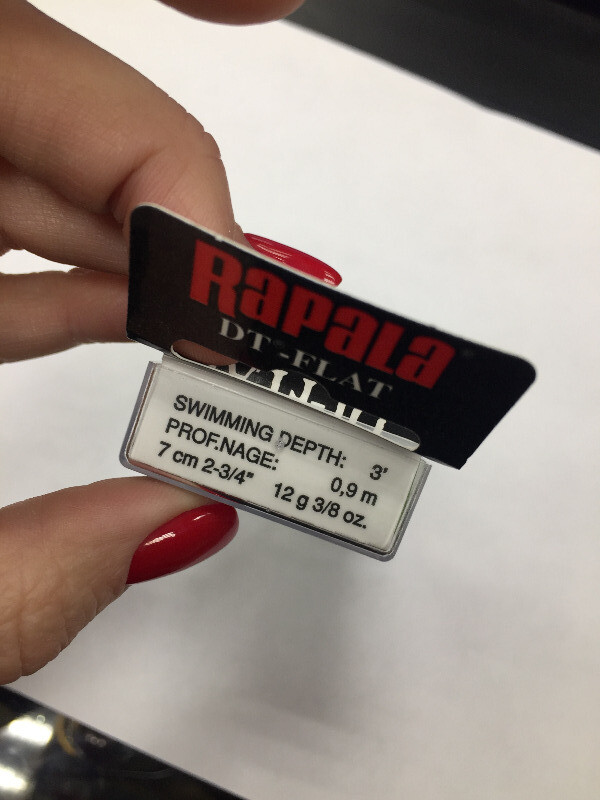 Rapala
DT-FLAT
SWIMMING DEPTH: 3'
PROF.NAGE: 0,9 m
7 cm 2-3/4" 12 g 3/8 oz.